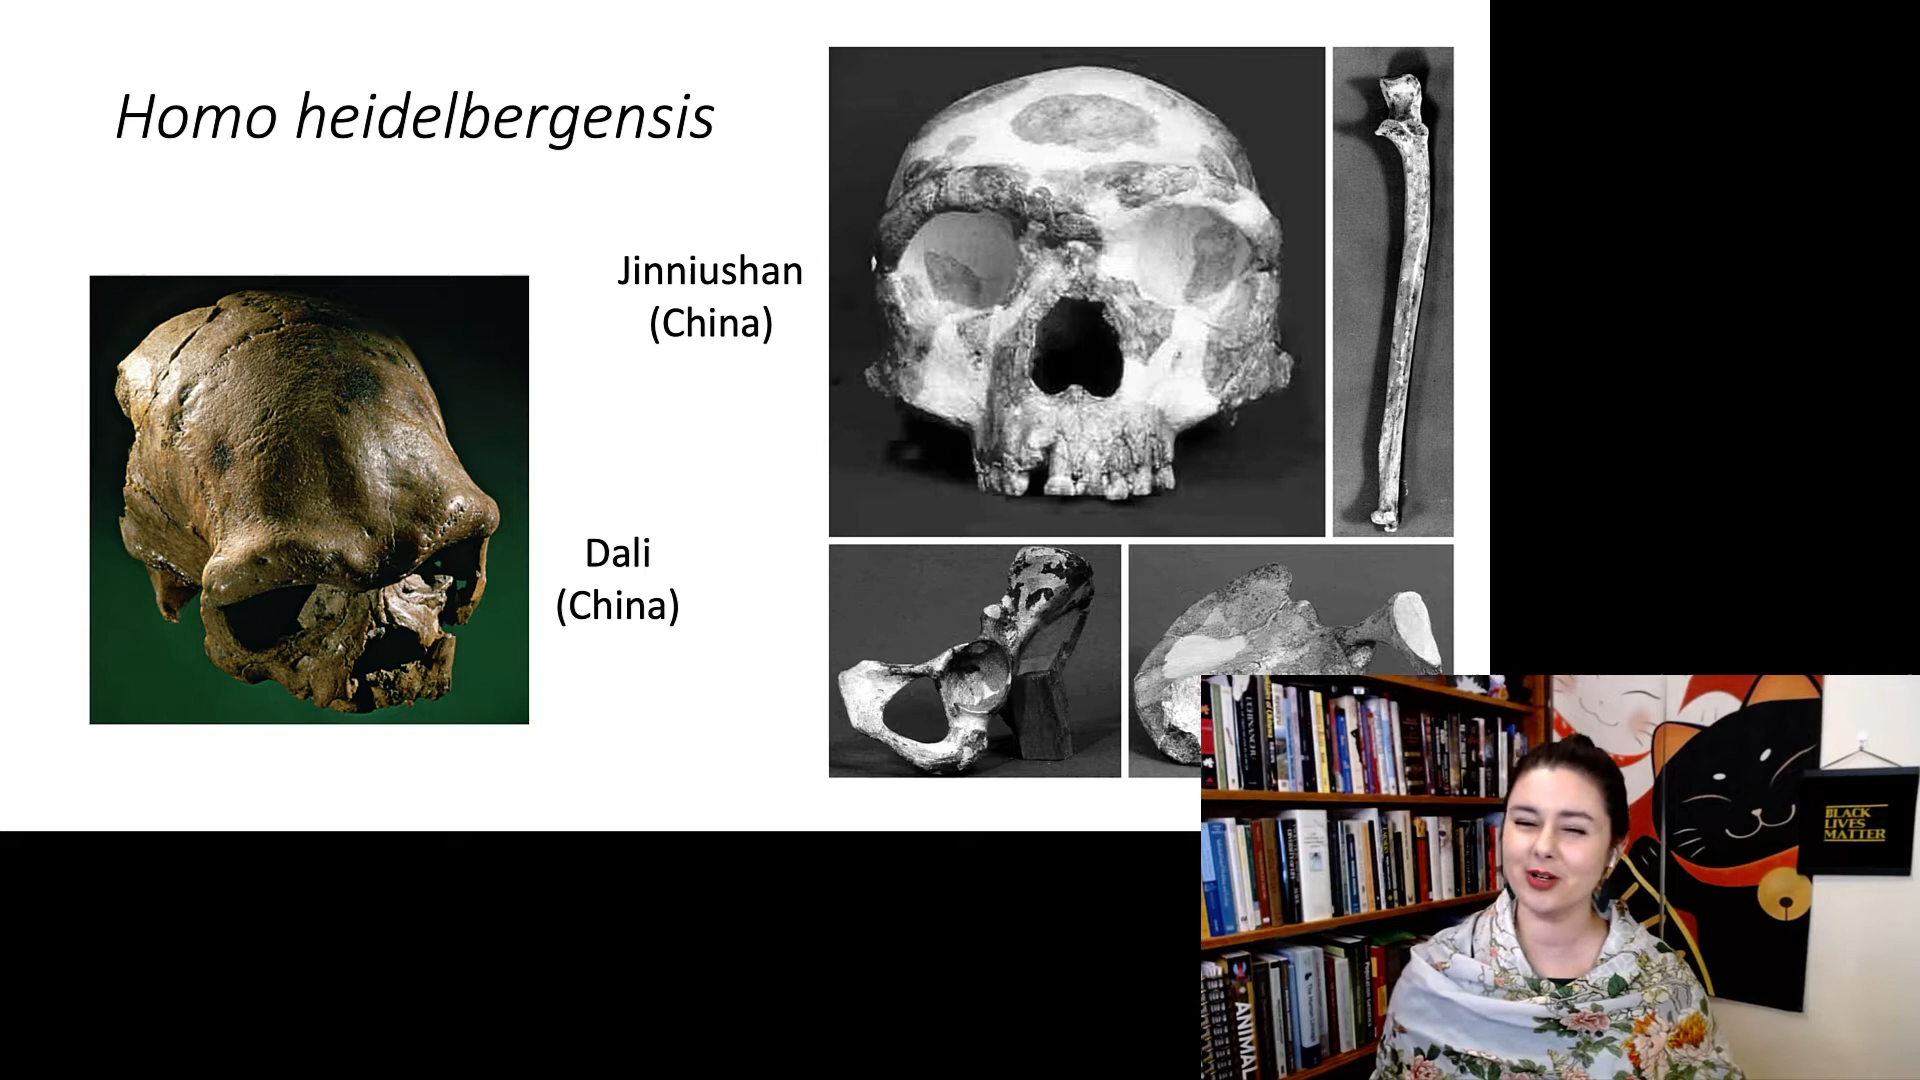 Homo heidelbergensis
Jinniushan
(China)
Dali
(China)
BLACK
LIVES
MATTER
ANIMAL